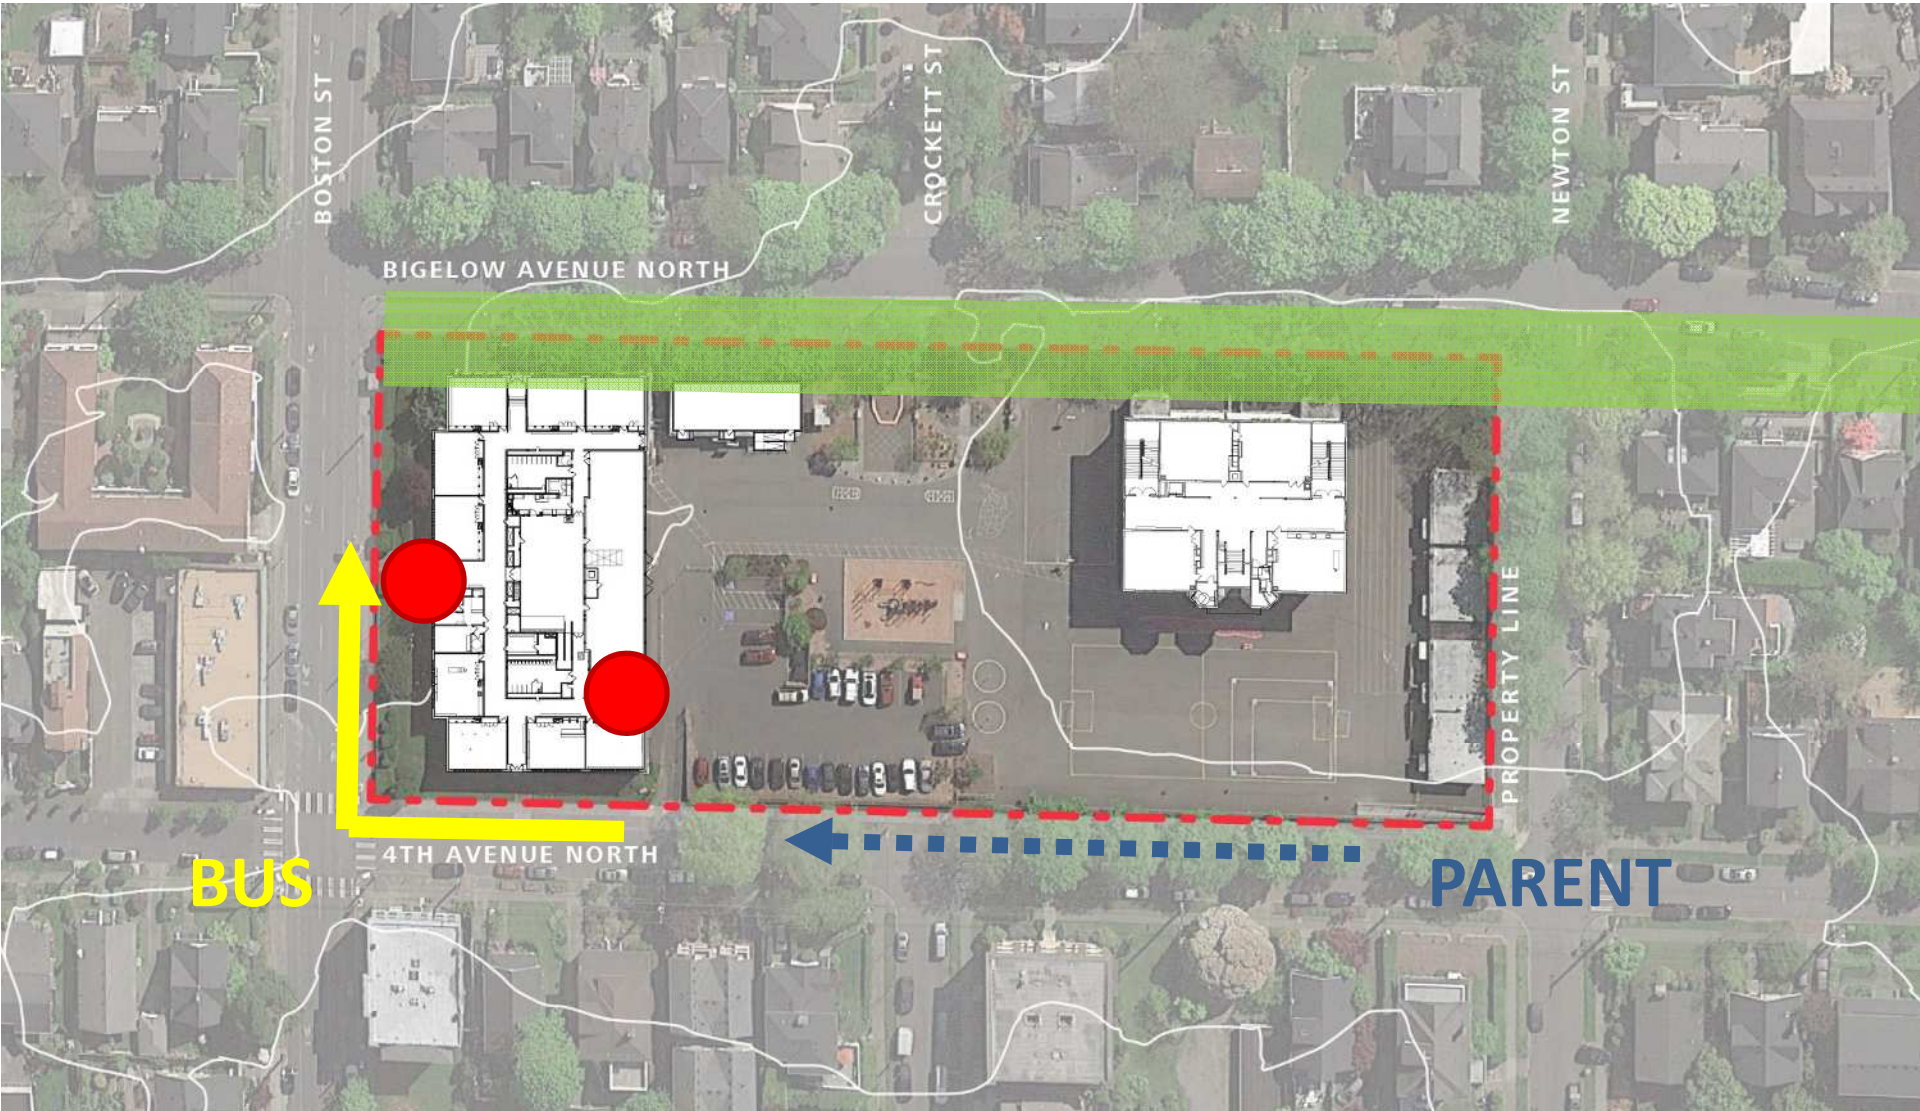 BOSTON ST
CROCKETT ST
NEWTON ST
BIGELOW AVENUE NORTH
PROPERTY LINE
4TH AVENUE NORTH
BUS
PARENT